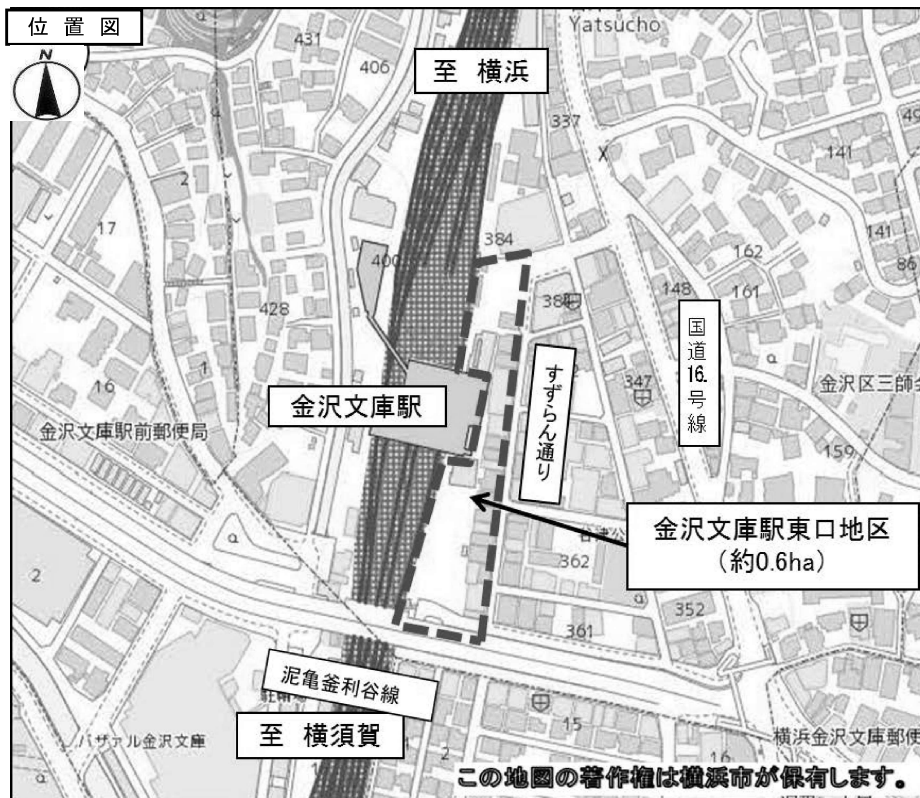 位 置 図
N
Yatsucho
431
406
至 横浜
337
141
49
X
17
2
384
400
162
141
86
428
383
148
161
国道16号線
すずらん通り
347
金沢区三師会
1
16
金沢文庫駅
金沢文庫駅前郵便局
159
金沢文庫駅東口地区
（約0.6ha）
362
2
352
361
泥亀釜利谷線
至 横須賀
バザァル金沢文庫
15
横浜金沢文庫郵便
1
2
16
この地図の著作権は横浜市が保有します。